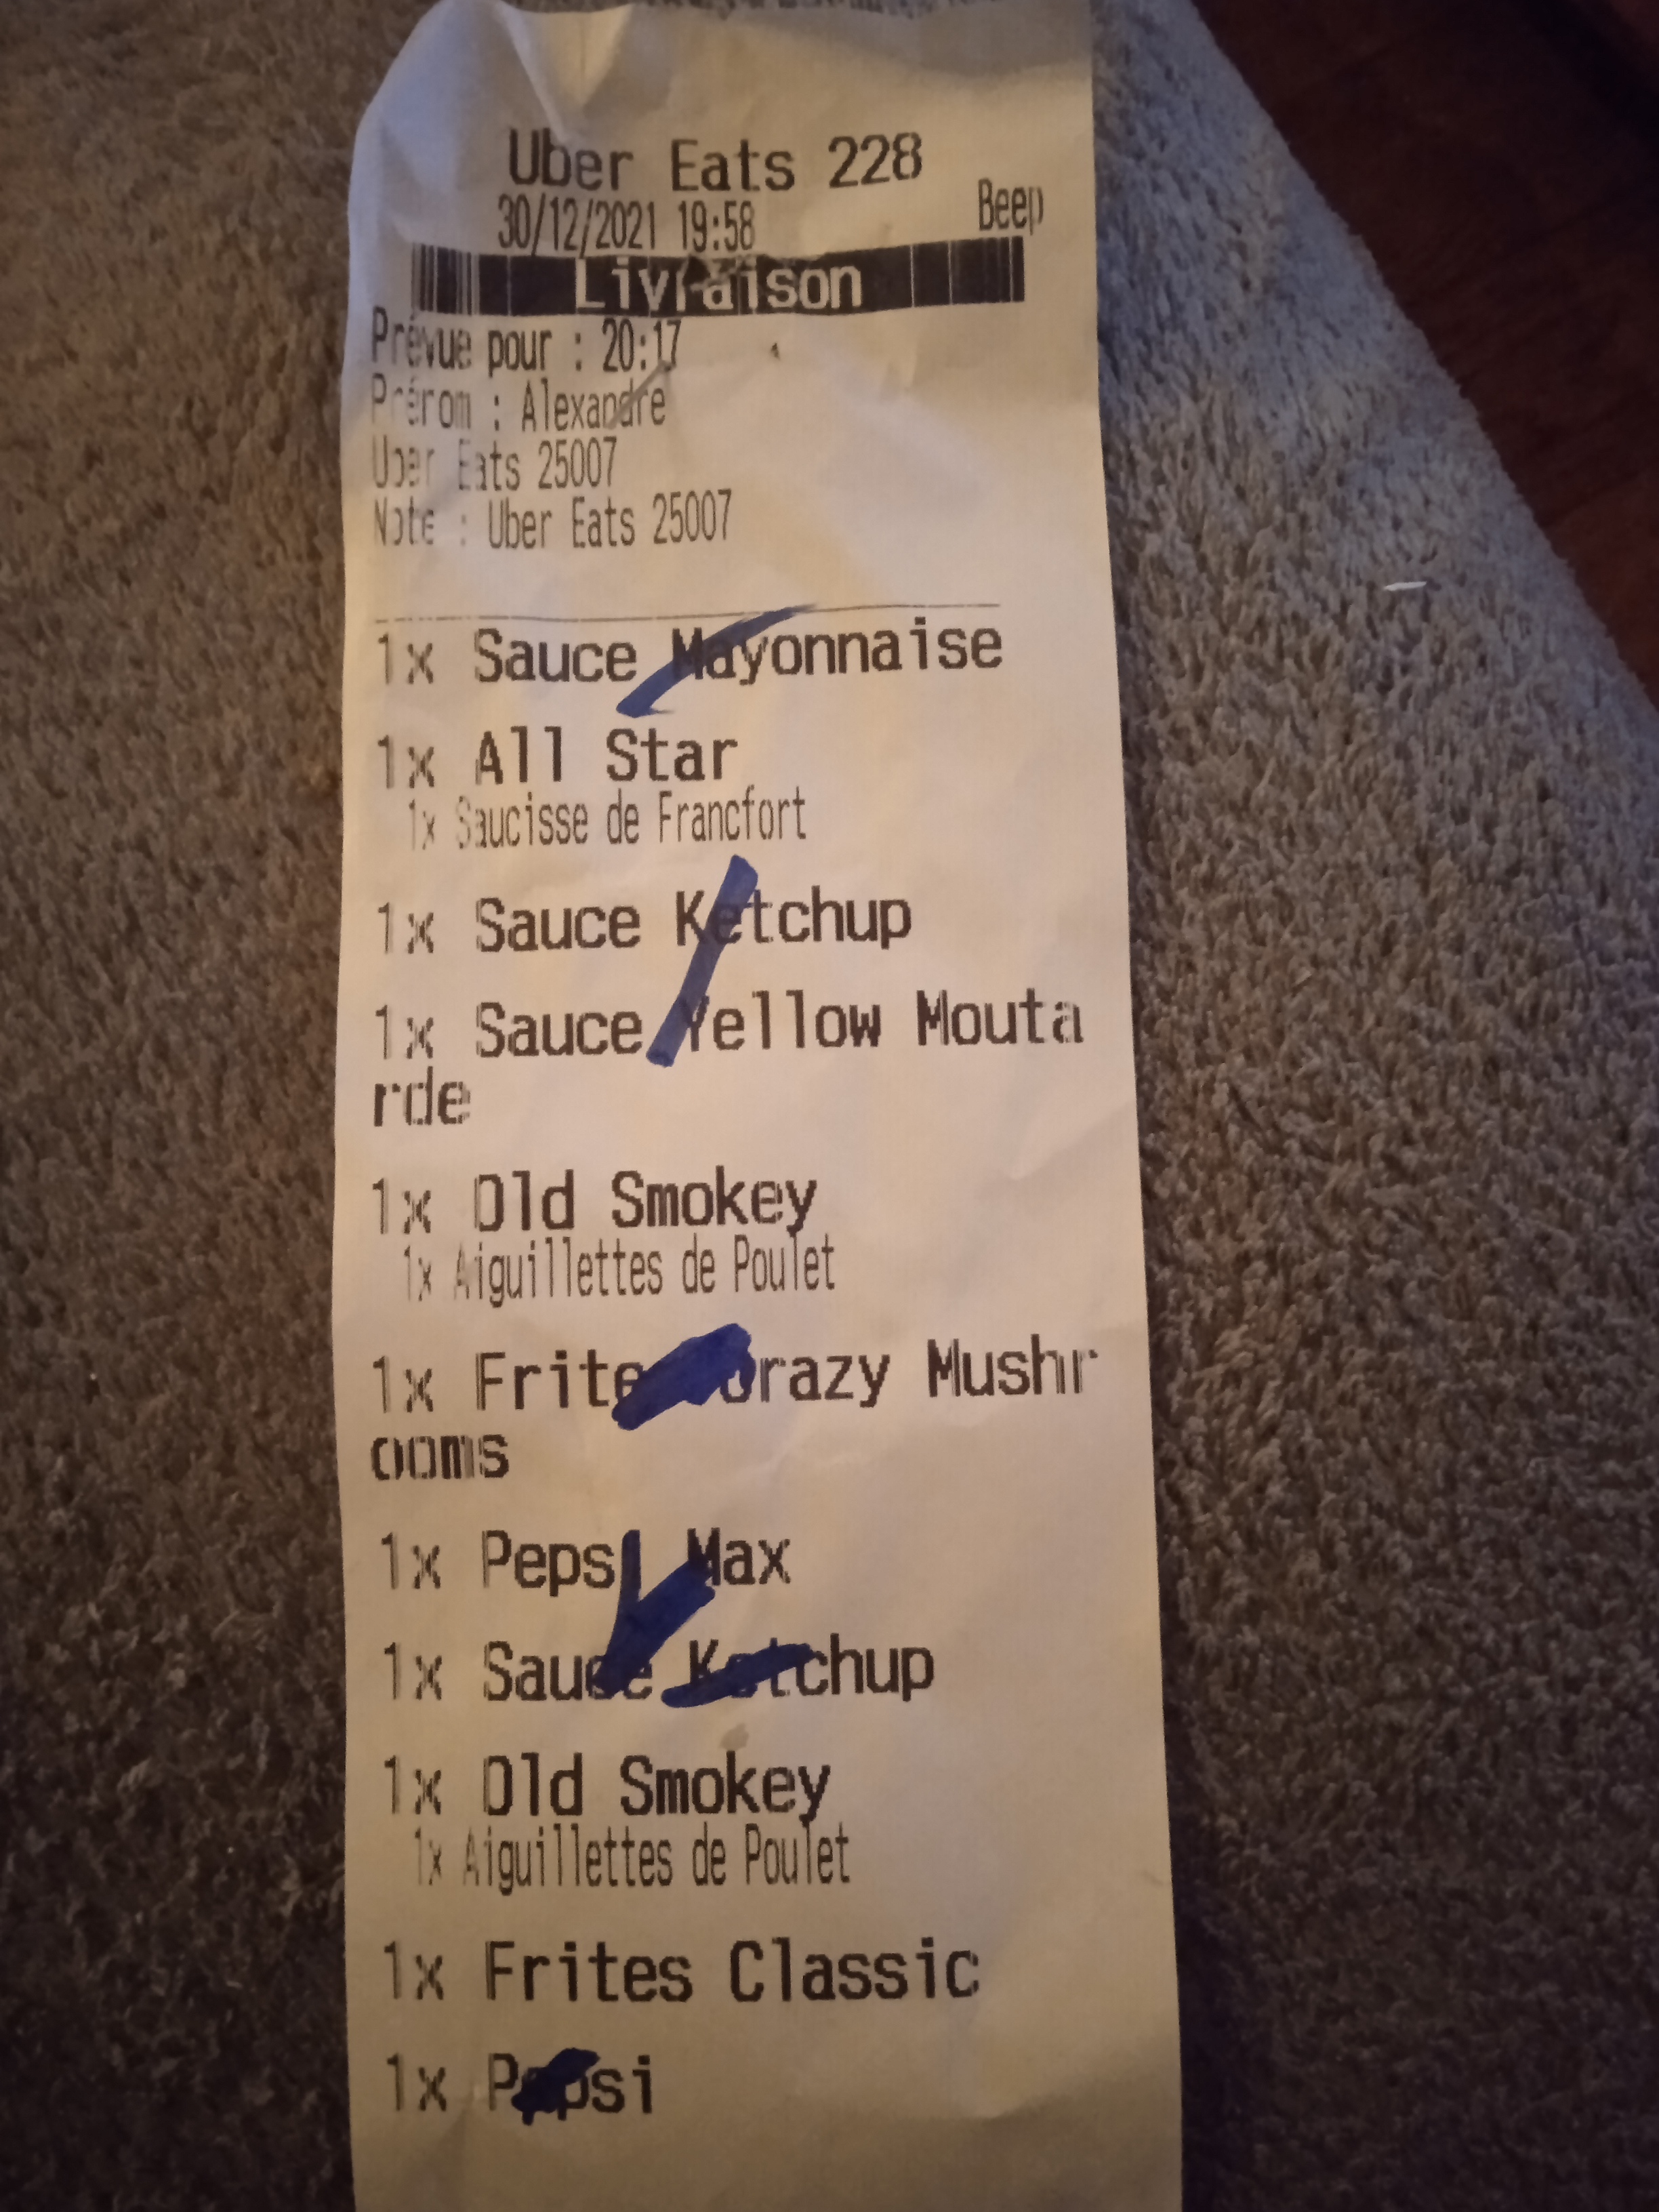 Uber Eats 228
30/12/2021 19:58 Beep
Livraison
Prévue pour : 20:17
Prénom : Alexandre
Uber Eats 25007
Note : Uber Eats 25007
1x Sauce Mayonnaise
1x All Star
1x Saucisse de Francfort
1x Sauce Ketchup
1x Sauce Yellow Mouta
rde
1x Old Smokey
1x Aiguillettes de Poulet
1x Frites Crazy Mushr
ooms
1x Pepsi Max
1x Sauce Ketchup
1x Old Smokey
1x Aiguillettes de Poulet
1x Frites Classic
1x Pepsi